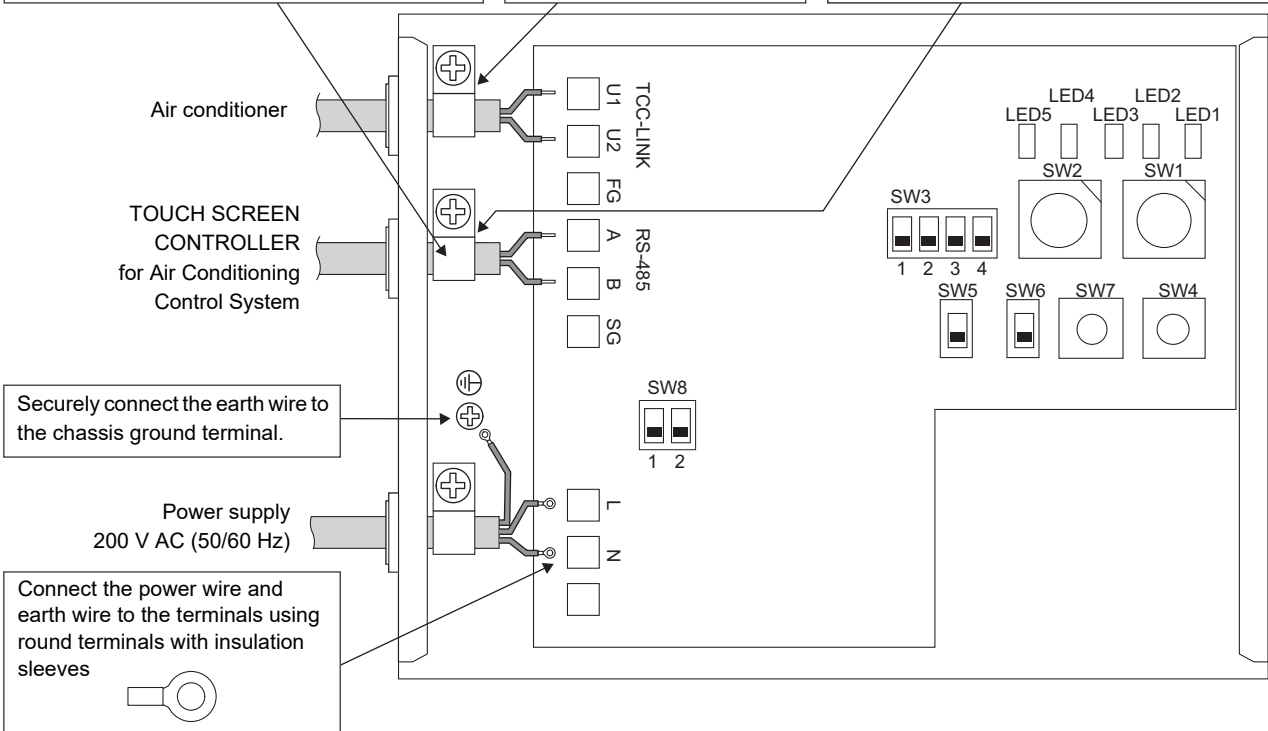 Air conditioner
TOUCH SCREEN
CONTROLLER
for Air Conditioning
Control System
Securely connect the earth wire to
the chassis ground terminal.
Power supply
200 V AC (50/60 Hz)
Connect the power wire and
earth wire to the terminals using
round terminals with insulation
sleeves
U1
U2
TCC-LINK
FG
A
B
RS-485
SG
SW8
1 2
L
N
LED4 LED2
LED5 LED3 LED1
SW2 SW1
SW3
1 2 3 4
SW5 SW6 SW7 SW4